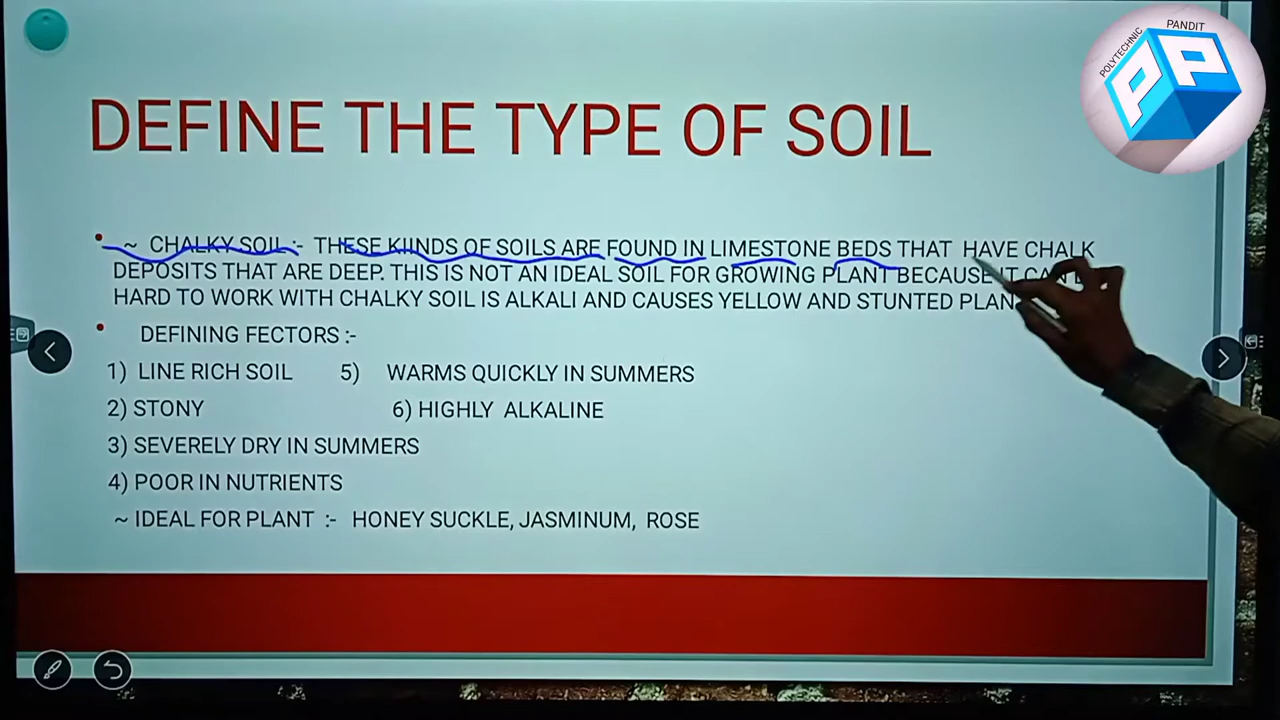 POLYTECHNIC PANDIT
PP
DEFINE THE TYPE OF SOIL
~ CHALKY SOIL :- THESE KIINDS OF SOILS ARE FOUND IN LIMESTONE BEDS THAT HAVE CHALK
DEPOSITS THAT ARE DEEP. THIS IS NOT AN IDEAL SOIL FOR GROWING PLANT BECAUSE IT
HARD TO WORK WITH CHALKY SOIL IS ALKALI AND CAUSES YELLOW AND STUNTED
DEFINING FECTORS :-
1) LINE RICH SOIL 5) WARMS QUICKLY IN SUMMERS
2) STONY 6) HIGHLY ALKALINE
3) SEVERELY DRY IN SUMMERS
4) POOR IN NUTRIENTS
~ IDEAL FOR PLANT :- HONEY SUCKLE, JASMINUM, ROSE